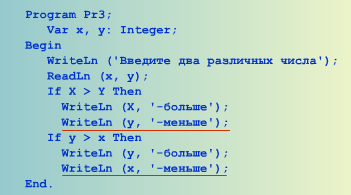 Program Pr3;
Var x, y: Integer;
Begin
WriteLn ('Введите два различных числа');
ReadLn (x, y);
If X > Y Then
WriteLn (X, '-больше');
WriteLn (y, '-меньше');
If y > x Then
WriteLn (y, '-больше');
WriteLn (x, '-меньше');
End.